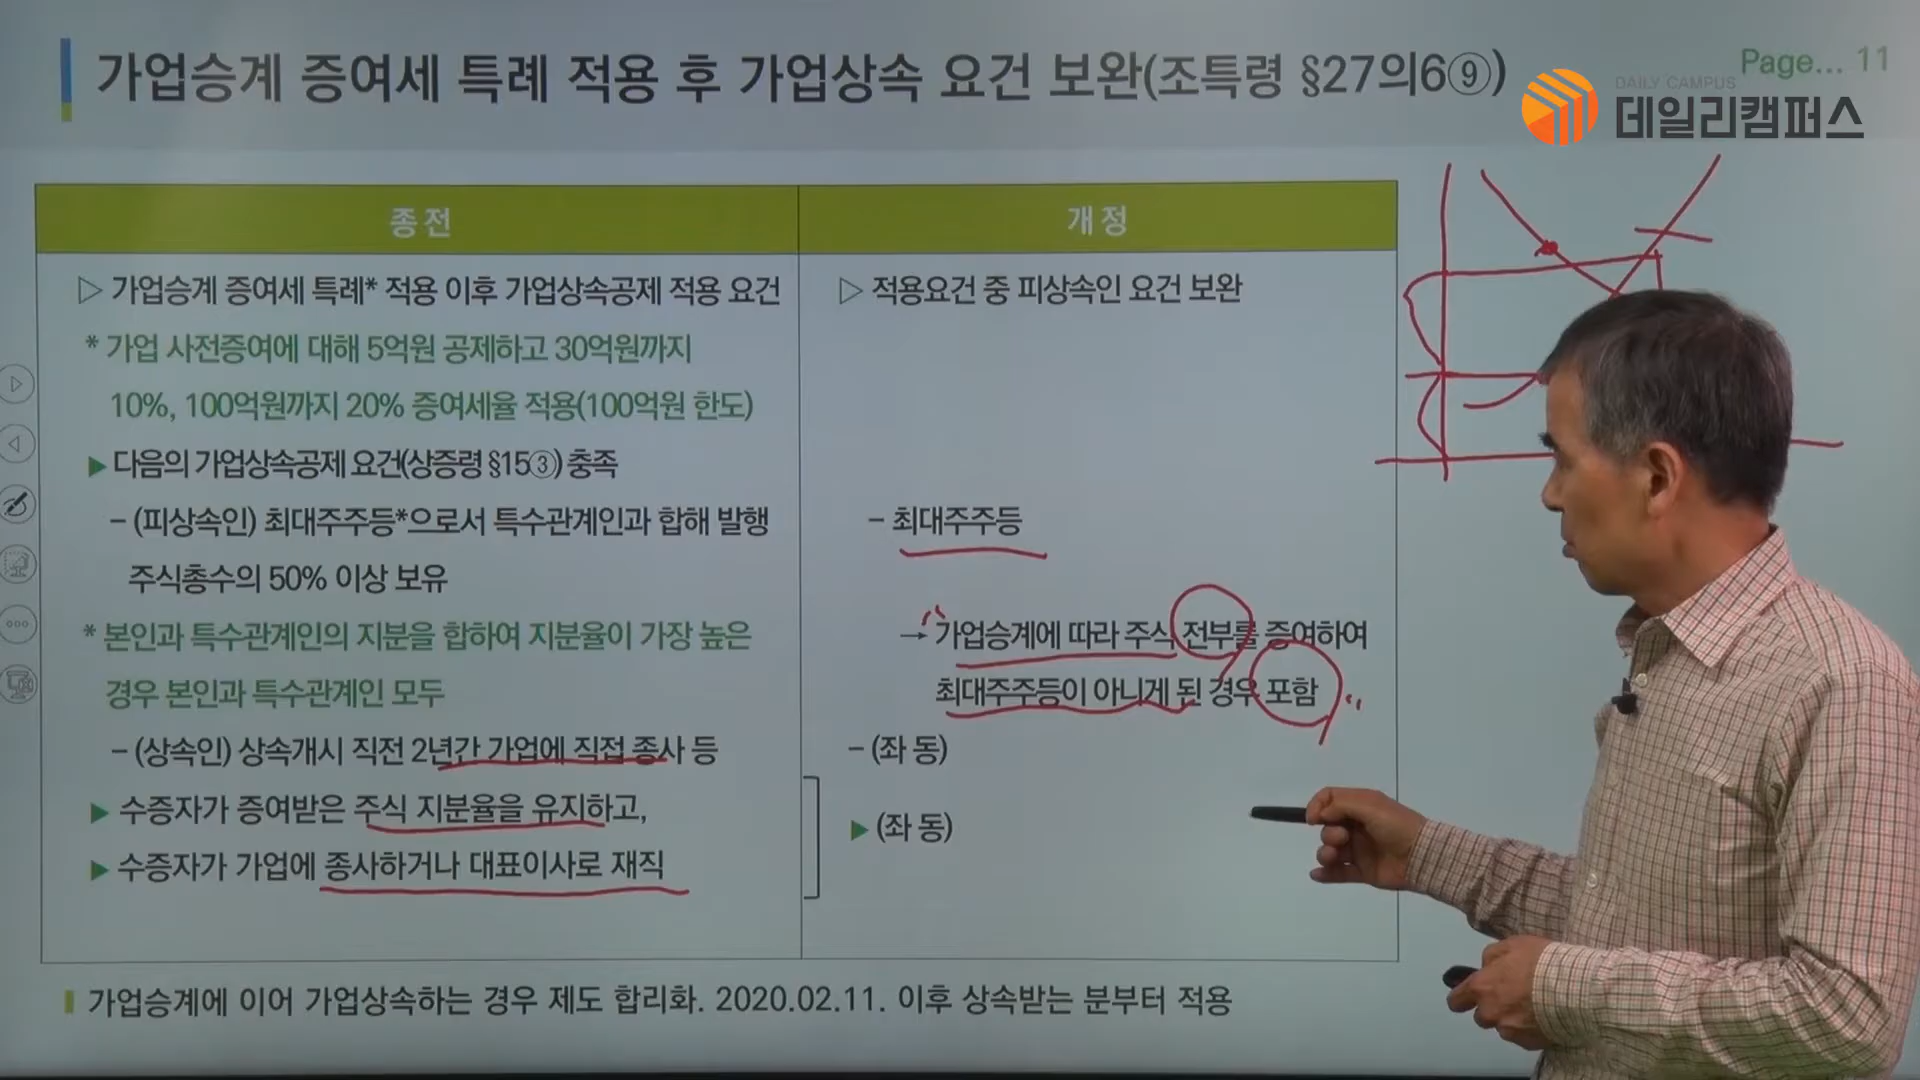 가업승계 증여세 특례 적용 후 가업상속 요건 보완(조특령 §27의6⑨)
Page... 11
DAILY CAMPUS
데일리캠퍼스
종전
개정
▷ 가업승계 증여세 특례* 적용 이후 가업상속공제 적용 요건
* 가업 사전증여에 대해 5억원 공제하고 30억원까지
10%, 100억원까지 20% 증여세율 적용(100억원 한도)
▶ 다음의 가업상속공제 요건(상증령 §15③) 충족
– (피상속인) 최대주주등*으로서 특수관계인과 합해 발행
주식총수의 50% 이상 보유
* 본인과 특수관계인의 지분을 합하여 지분율이 가장 높은
경우 본인과 특수관계인 모두
– (상속인) 상속개시 직전 2년간 가업에 직접 종사 등
▶ 수증자가 증여받은 주식 지분율을 유지하고,
▶ 수증자가 가업에 종사하거나 대표이사로 재직
▷ 적용요건 중 피상속인 요건 보완
– 최대주주등
→ 가업승계에 따라 주식 전부를 증여하여
최대주주등이 아니게 된 경우 포함
– (좌 동)
▶ (좌 동)
가업승계에 이어 가업상속하는 경우 제도 합리화. 2020.02.11. 이후 상속받는 분부터 적용